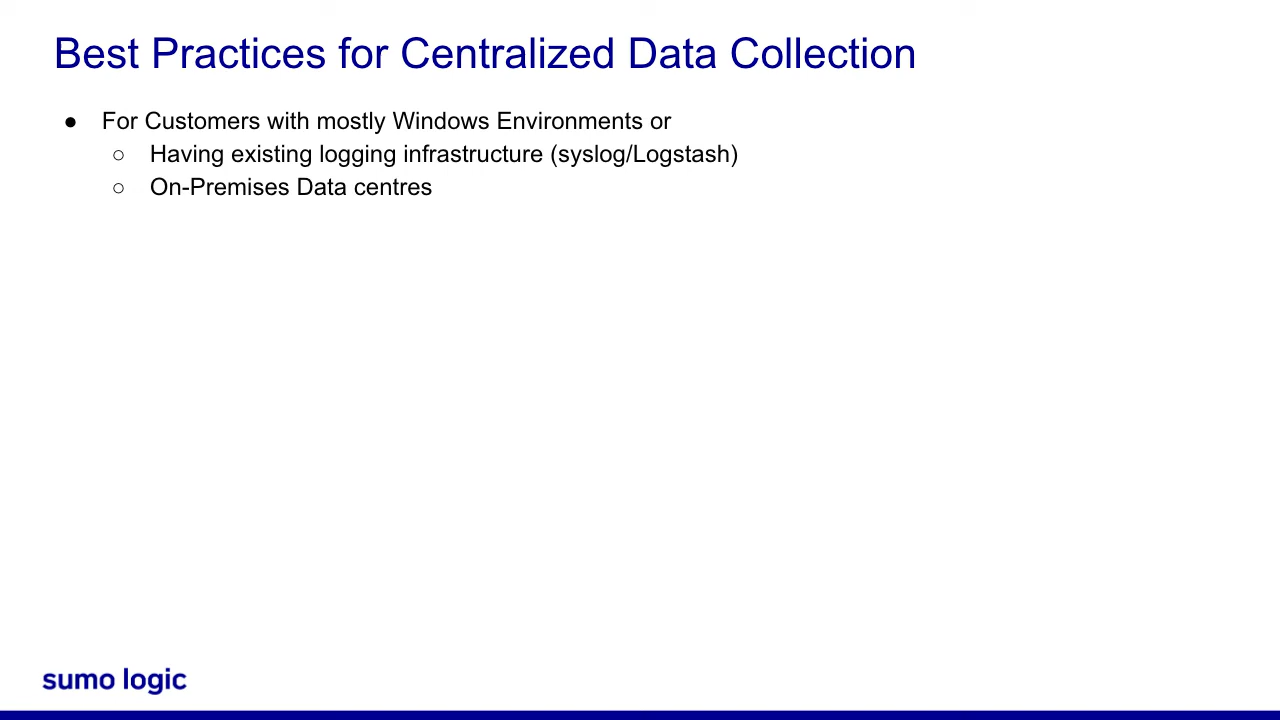 Best Practices for Centralized Data Collection
● For Customers with mostly Windows Environments or
○ Having existing logging infrastructure (syslog/Logstash)
○ On-Premises Data centres
sumo logic